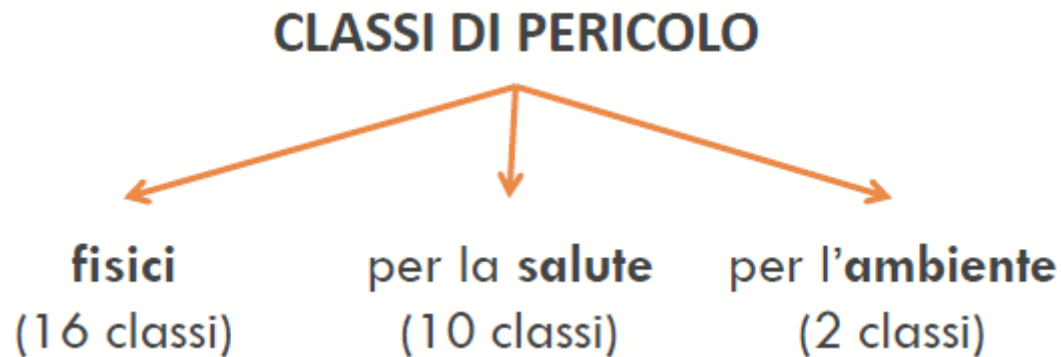 CLASSI DI PERICOLO
fisici
(16 classi)
per la salute
(10 classi)
per l'ambiente
(2 classi)